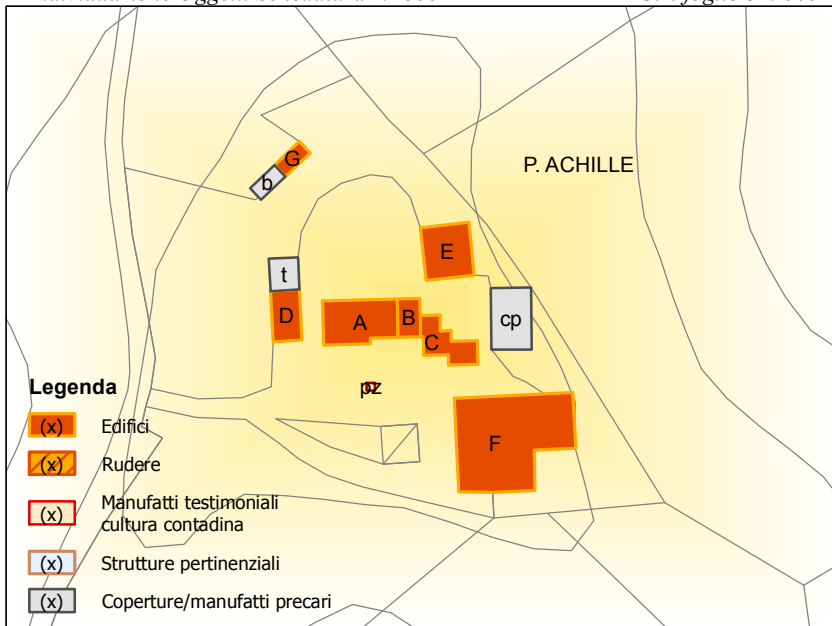 P. ACHILLE
G
b
E
t
D
A
B
C
cp
pz
F
Legenda
(x) Edifici
(x) Rudere
(x) Manufatti testimoniali
cultura contadina
(x) Strutture pertinenziali
(x) Coperture/manufatti precari